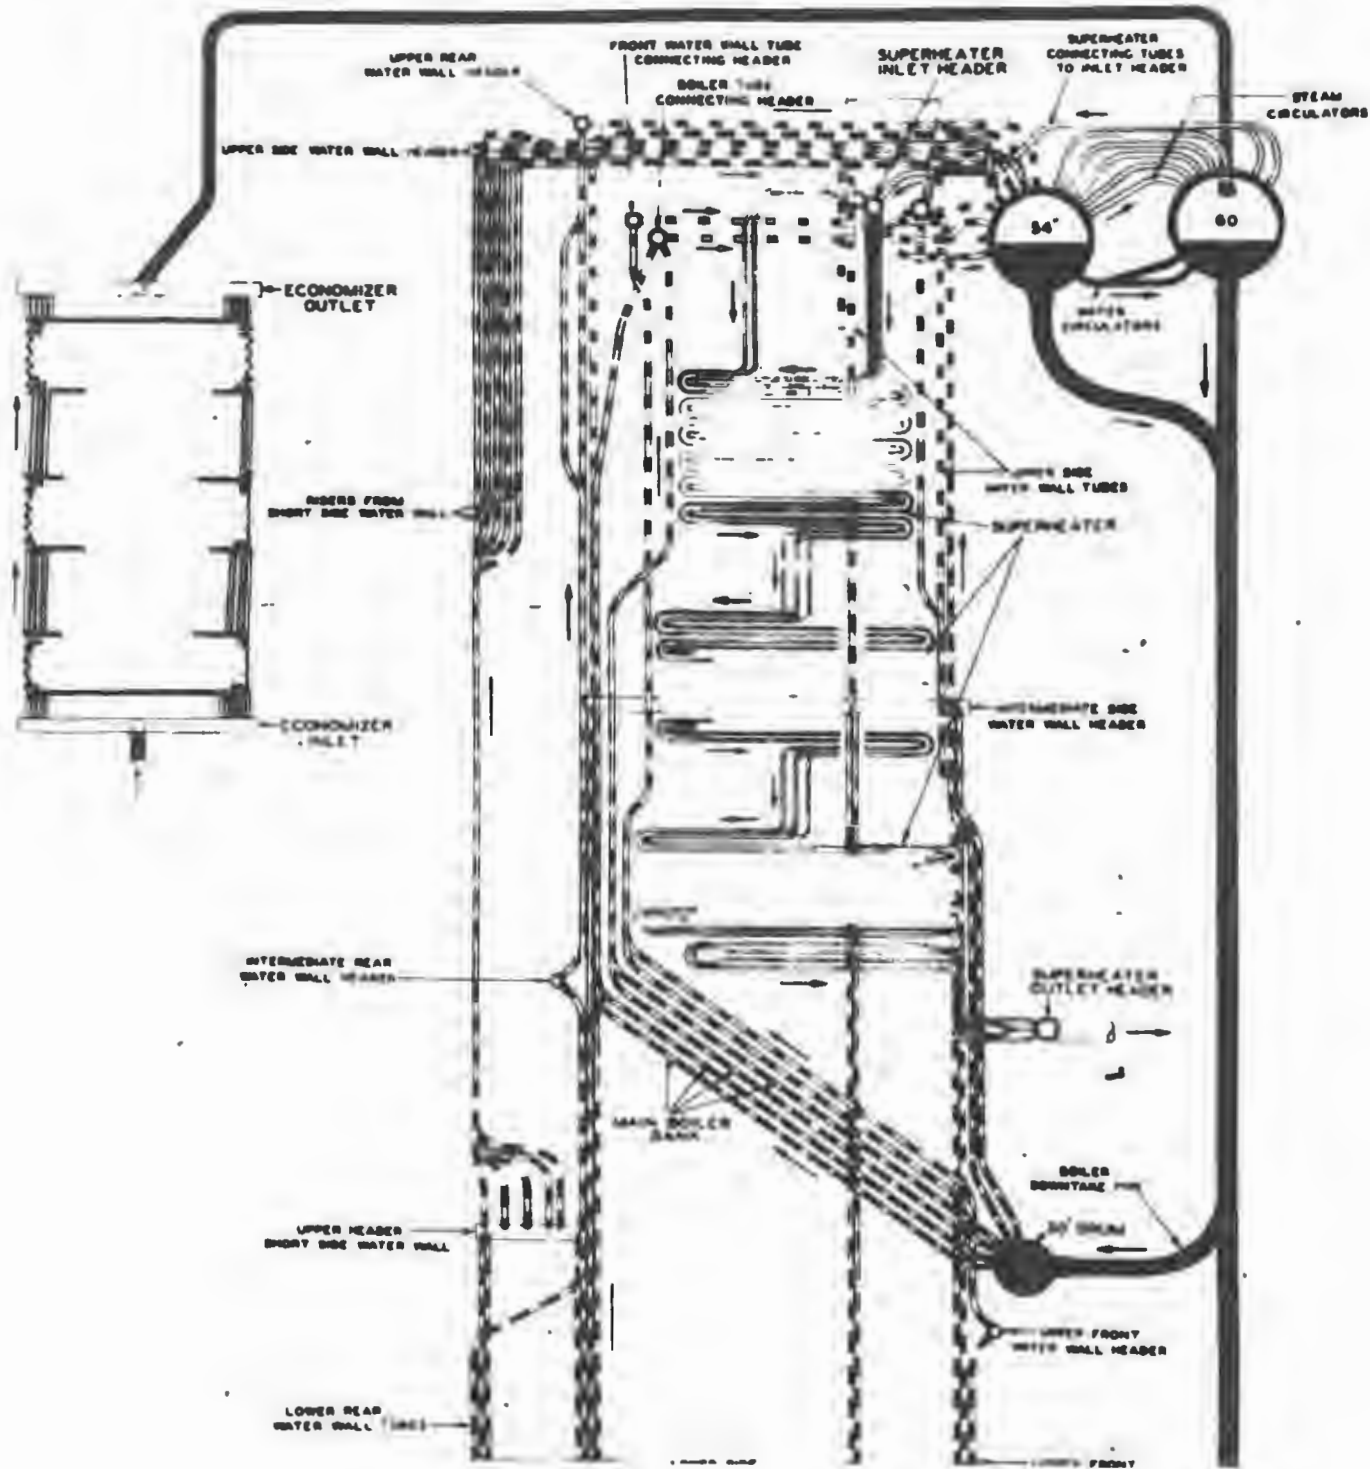 UPPER REAR
WATER WALL HEADER
FRONT WATER WALL TUBE
CONNECTING HEADER
BOILER TUBE
CONNECTING HEADER
SUPERHEATER
INLET HEADER
SUPERHEATER
CONNECTING TUBES
TO INLET HEADER
STEAM
CIRCULATORS
UPPER SIDE WATER WALL HEADER
54"
60
ECONOMIZER
OUTLET
WATER
CIRCULATORS
UPPER SIDE
WATER WALL TUBES
RISERS FROM
SHORT SIDE WATER WALL
SUPERHEATER
ECONOMIZER
INLET
INTERMEDIATE SIDE
WATER WALL HEADER
INTERMEDIATE REAR
WATER WALL HEADER
SUPERHEATER
OUTLET HEADER
MAIN BOILER
BANK
BOILER
DOWNTAKE PIPE
UPPER HEADER
SHORT SIDE WATER WALL
DRUM
UPPER FRONT
WATER WALL HEADER
LOWER REAR
WATER WALL TUBES
LOWER SIDE
LOWER FRONT